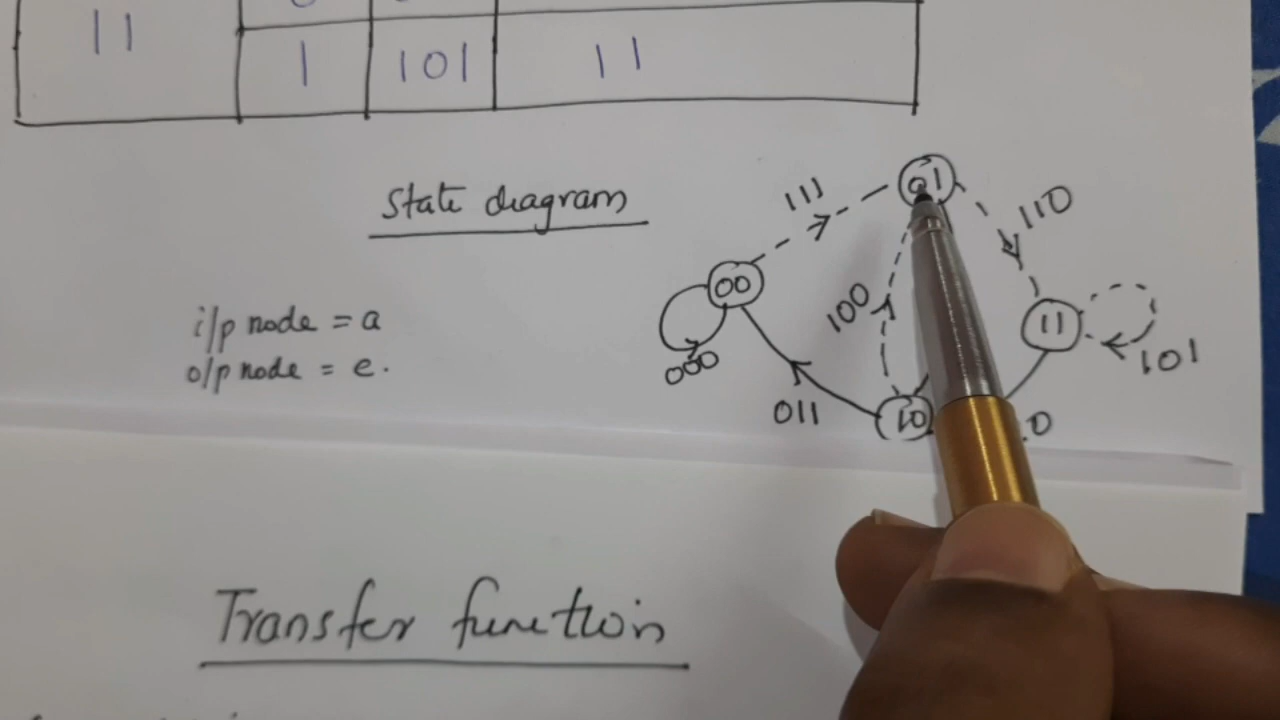 11
1 101 11
State diagram
111
01
110
00
100
11
i/p node = a
101
000
o/p node = e.
011
10
.0
Transfer function